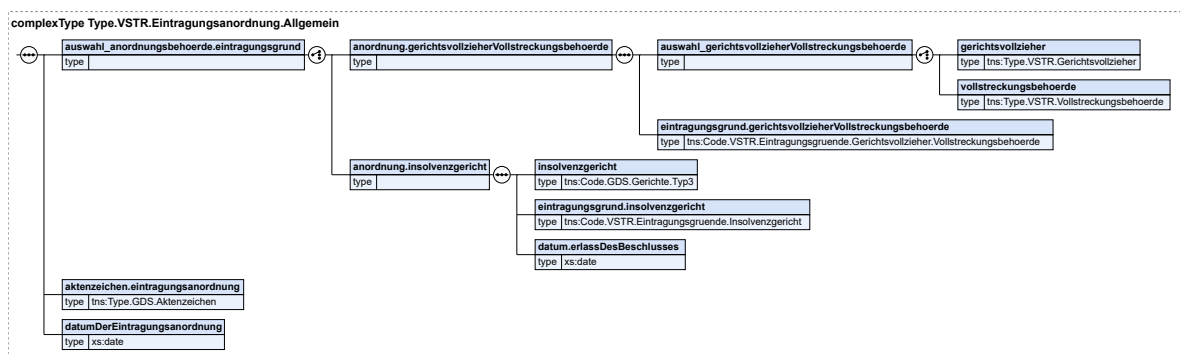 complexType Type.VSTR.Eintragungsanordnung.Allgemein
auswahl_anordnungsbehoerde.eintragungsgrund
type
anordnung.gerichtsvollzieherVollstreckungsbehoerde
type
auswahl_gerichtsvollzieherVollstreckungsbehoerde
type
gerichtsvollzieher
type tns:Type.VSTR.Gerichtsvollzieher
vollstreckungsbehoerde
type tns:Type.VSTR.Vollstreckungsbehoerde
eintragungsgrund.gerichtsvollzieherVollstreckungsbehoerde
type tns:Code.VSTR.Eintragungsgruende.Gerichtsvollzieher.Vollstreckungsbehoerde
anordnung.insolvenzgericht
type
insolvenzgericht
type tns:Code.GDS.Gerichte.Typ3
eintragungsgrund.insolvenzgericht
type tns:Code.VSTR.Eintragungsgruende.Insolvenzgericht
datum.erlassDesBeschlusses
type xs:date
aktenzeichen.eintragungsanordnung
type tns:Type.GDS.Aktenzeichen
datumDerEintragungsanordnung
type xs:date